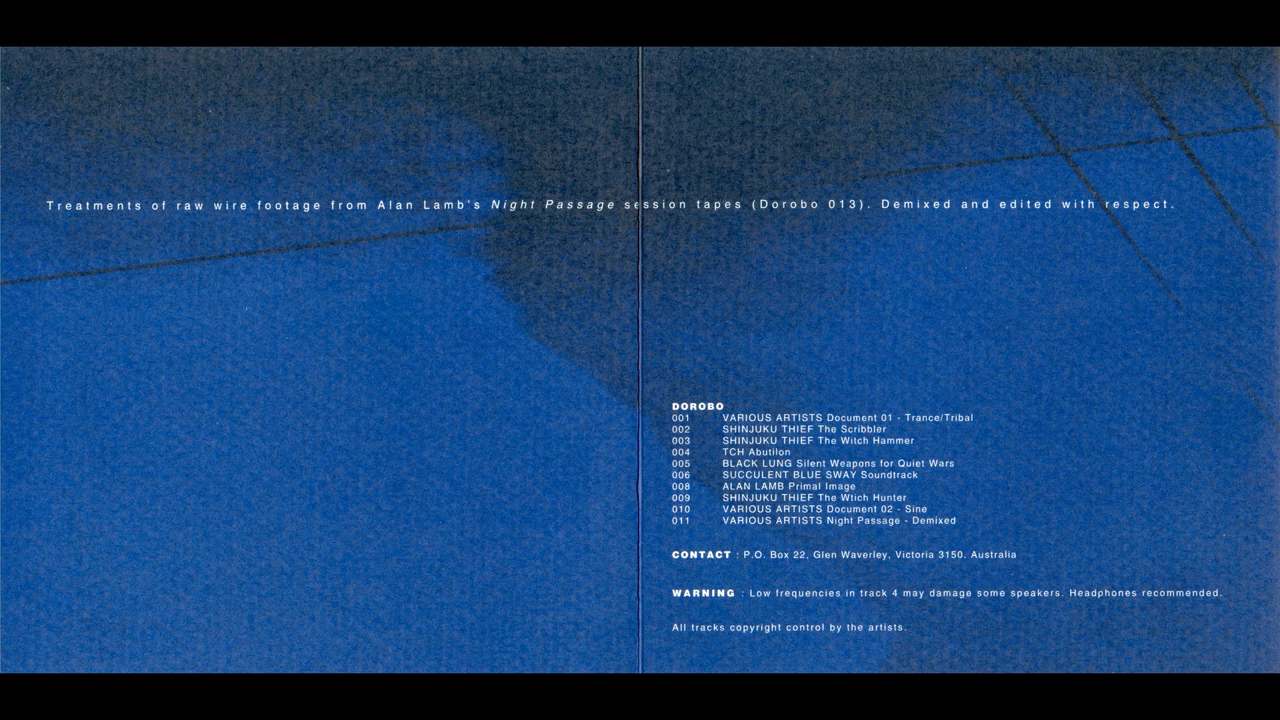 Treatments of raw wire footage from Alan Lamb's Night Passage session tapes (Dorobo 013). Demixed and edited with respect.
DOROBO
001 VARIOUS ARTISTS Document 01 - Trance/Tribal
002 SHINJUKU THIEF The Scribbler
003 SHINJUKU THIEF The Witch Hammer
004 TCH Abutilon
005 BLACK LUNG Silent Weapons for Quiet Wars
006 SUCCULENT BLUE SWAY Soundtrack
008 ALAN LAMB Primal Image
009 SHINJUKU THIEF The Wtich Hunter
010 VARIOUS ARTISTS Document 02 - Sine
011 VARIOUS ARTISTS Night Passage - Demixed
CONTACT : P.O. Box 22, Glen Waverley, Victoria 3150. Australia
WARNING : Low frequencies in track 4 may damage some speakers. Headphones recommended.
All tracks copyright control by the artists.